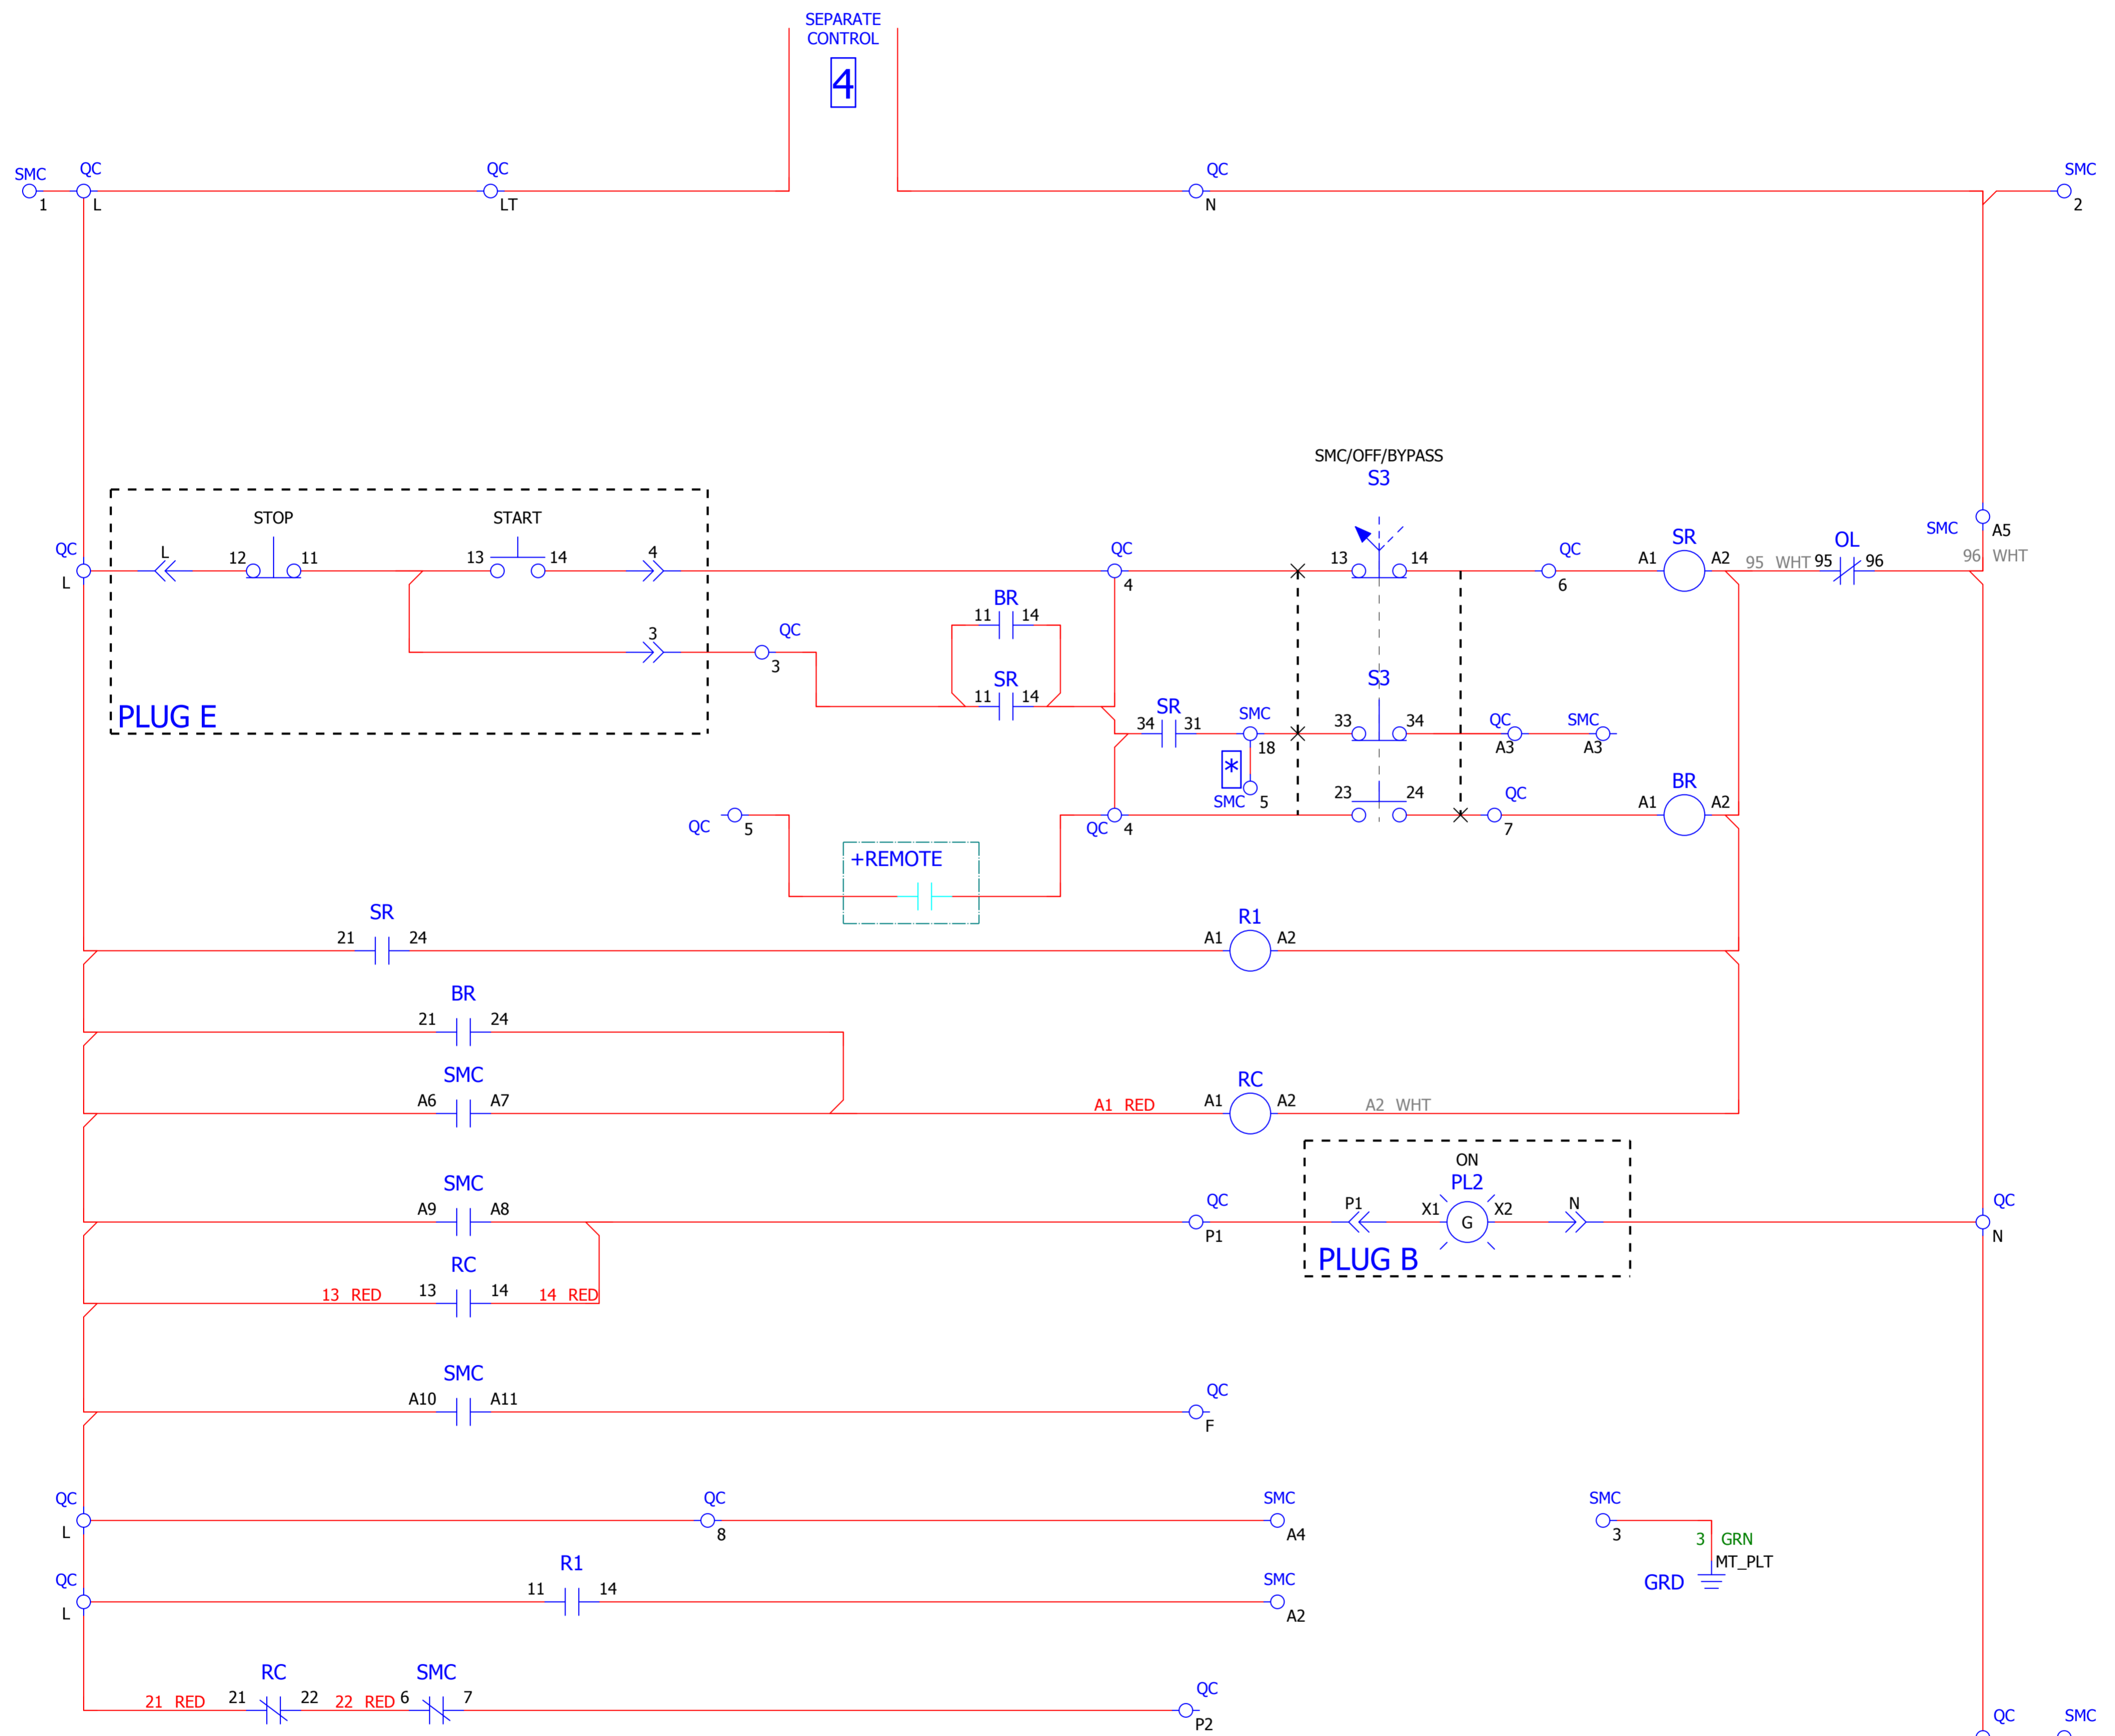 SEPARATE
CONTROL
4
SMC QC QC QC SMC
1 L LT N 2
SMC/OFF/BYPASS
S3
STOP START
QC L 12 11 13 14 4 QC 13 14 QC SR OL SMC A5
L 4 6 A1 A2 95 WHT 95 96 96 WHT
BR
11 14
3 QC
3
SR
11 14
PLUG E
SR SMC S3 QC SMC
34 31 18 33 34 A3 A3
*
SMC 5
23 24 QC BR
QC 5 QC 4 7 A1 A2
+REMOTE
SR R1
21 24 A1 A2
BR
21 24
SMC RC
A6 A7 A1 RED A1 A2 A2 WHT
ON
SMC PL2
A9 A8 QC P1 X1 G X2 N QC
P1 N
PLUG B
RC
13 RED 13 14 14 RED
SMC
A10 A11 QC
F
QC QC SMC SMC
L 8 A4 3
3 GRN
MT_PLT
GRD
QC R1 SMC
L 11 14 A2
RC SMC QC
21 RED 21 22 22 RED 6 7 P2
QC SMC